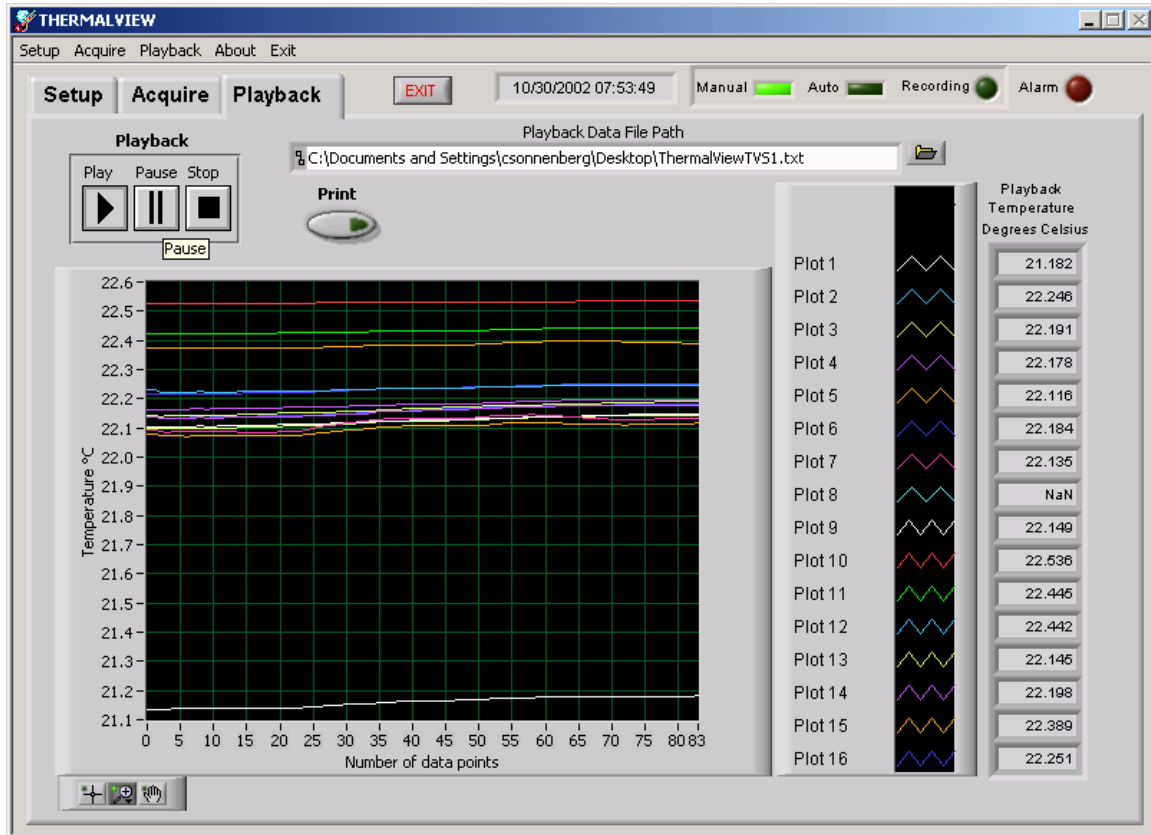 THERMALVIEW
Setup Acquire Playback About Exit
Setup Acquire Playback
EXIT
10/30/2002 07:53:49
Manual Auto Recording Alarm
Playback
Play Pause Stop
Pause
Playback Data File Path
C:\Documents and Settings\csonnenberg\Desktop\ThermalViewTVS1.txt
Print
Playback
Temperature
Degrees Celsius
Plot 1 21.182
Plot 2 22.246
Plot 3 22.191
Plot 4 22.178
Plot 5 22.116
Plot 6 22.184
Plot 7 22.135
Plot 8 NaN
Plot 9 22.149
Plot 10 22.536
Plot 11 22.445
Plot 12 22.442
Plot 13 22.145
Plot 14 22.198
Plot 15 22.389
Plot 16 22.251
Temperature °C
22.6
22.5
22.4
22.3
22.2
22.1
22.0
21.9
21.8
21.7
21.6
21.5
21.4
21.3
21.2
21.1
0 5 10 15 20 25 30 35 40 45 50 55 60 65 70 75 80 83
Number of data points